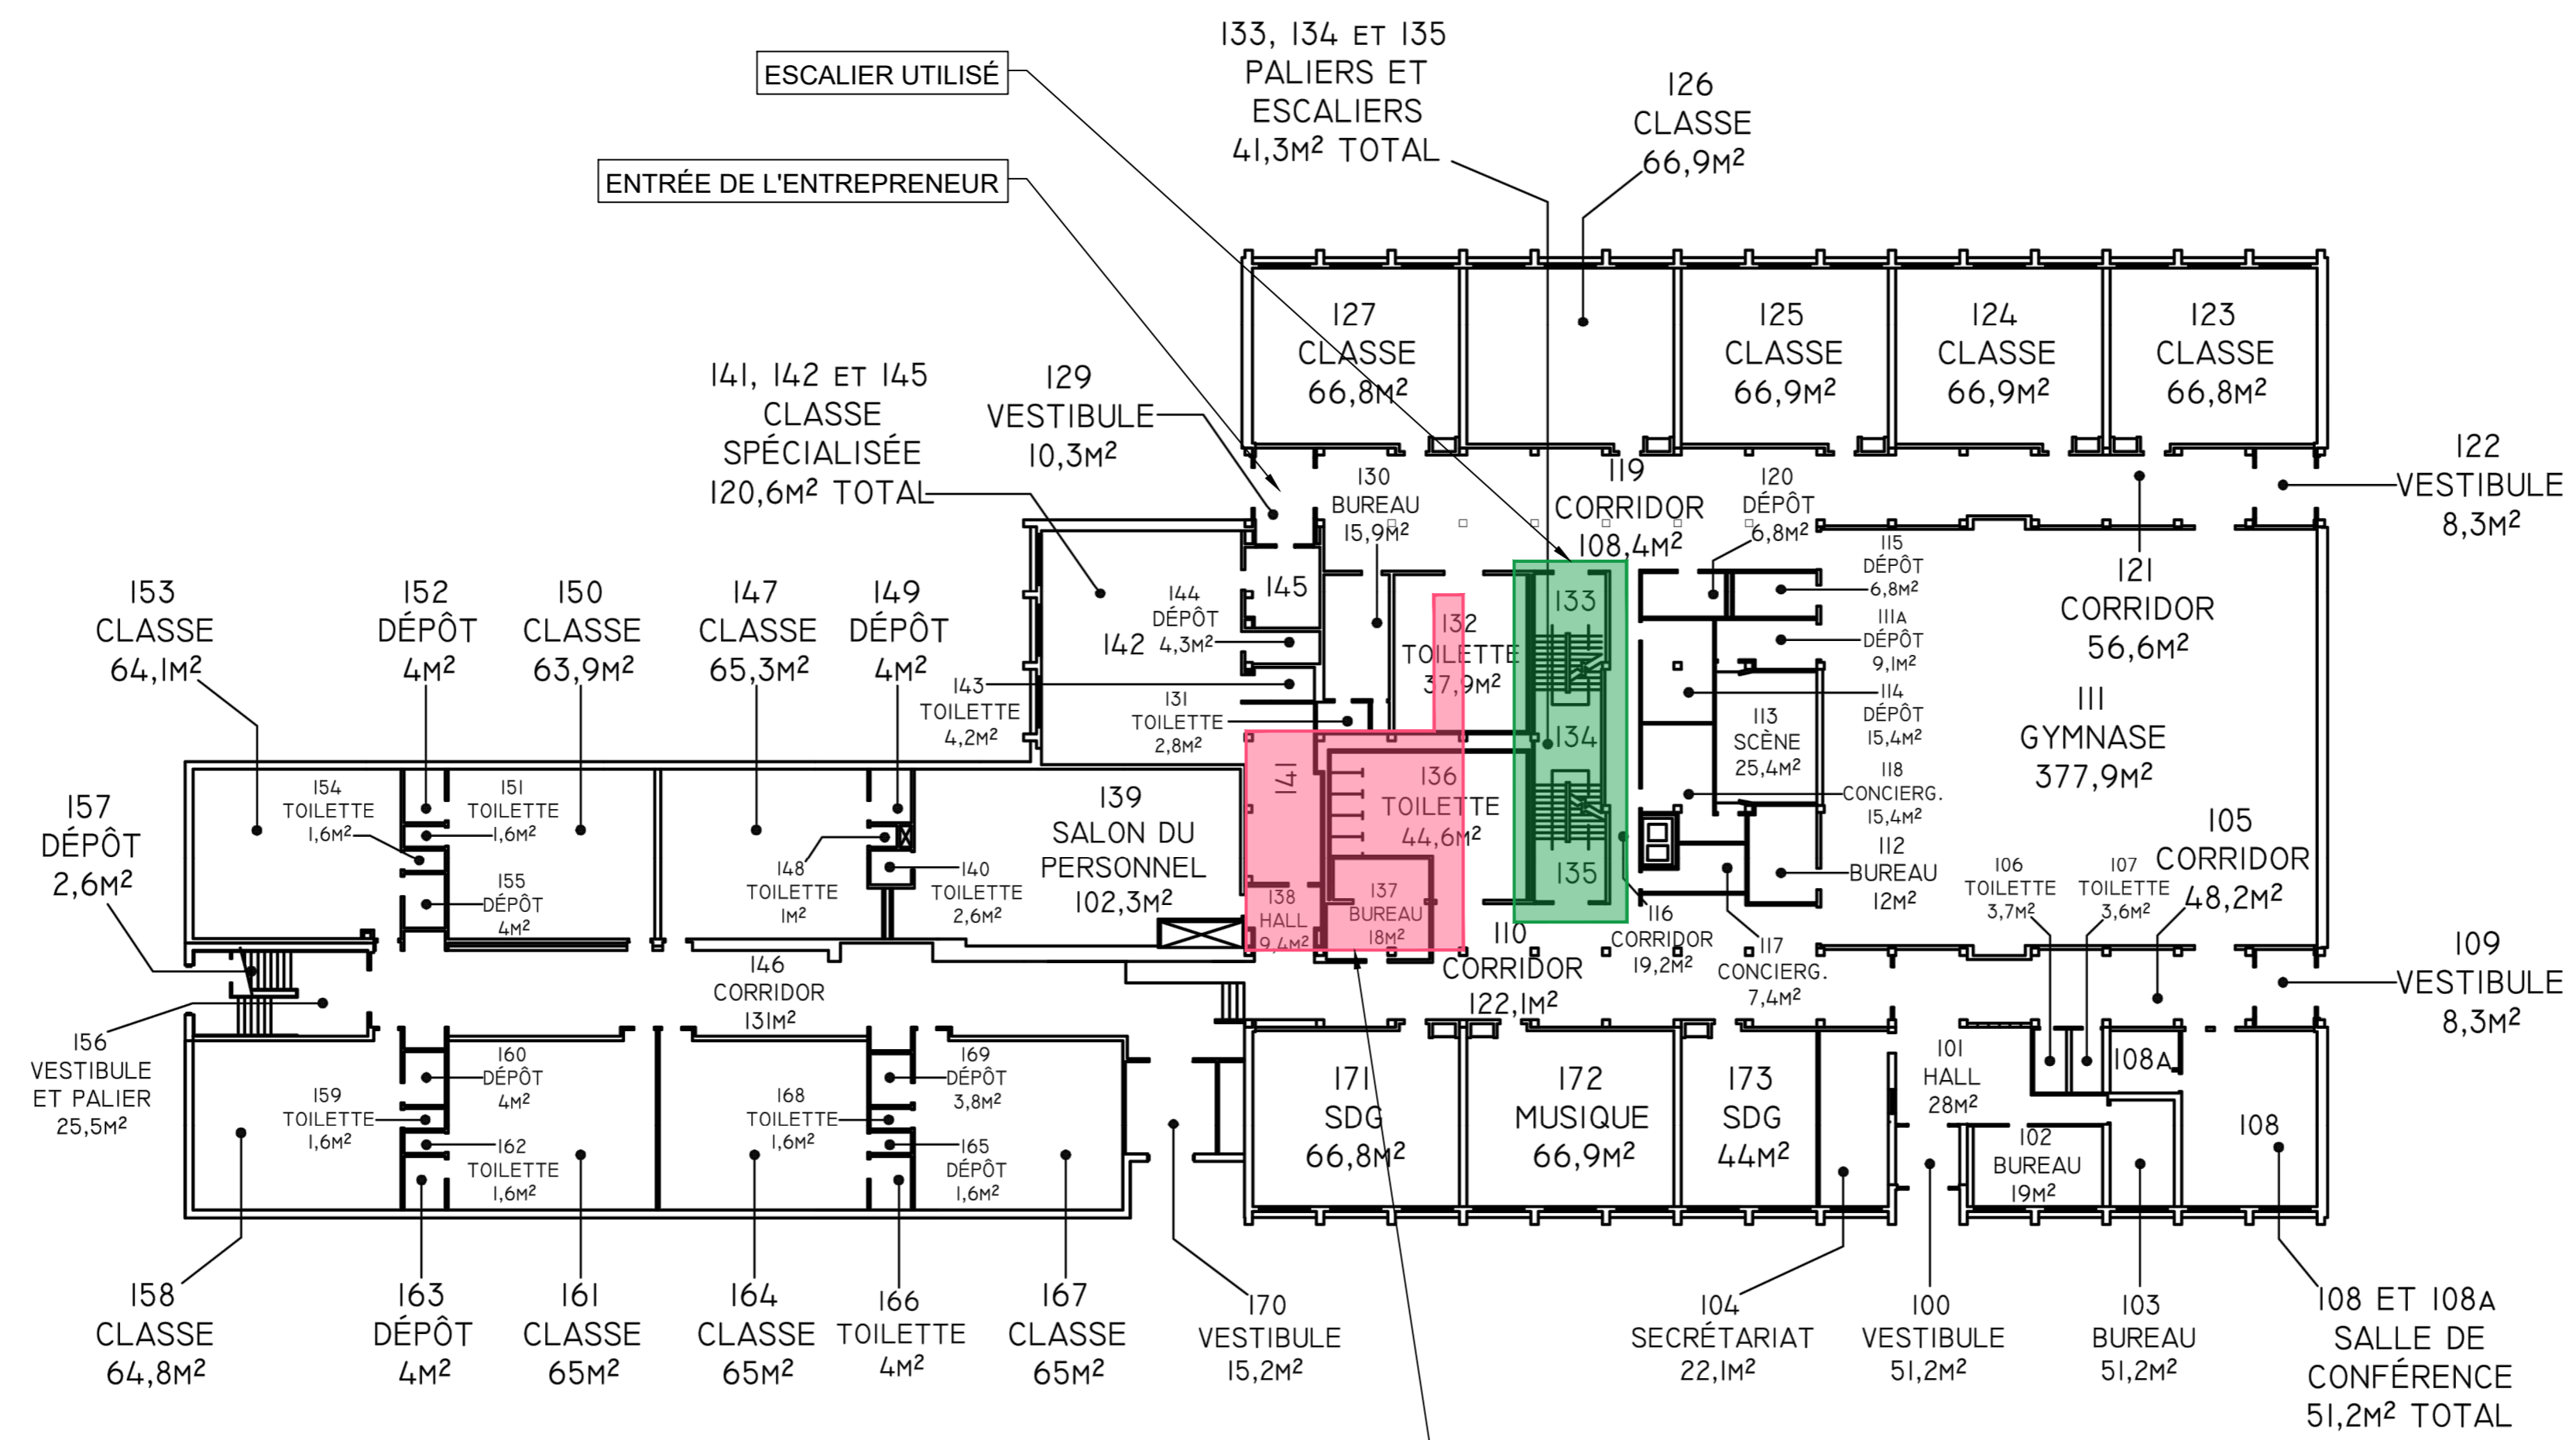 133, 134 ET 135
PALIERS ET
ESCALIERS
41,3M² TOTAL
ESCALIER UTILISÉ
ENTRÉE DE L'ENTREPRENEUR
126
CLASSE
66,9M²
127
CLASSE
66,8M²
125
CLASSE
66,9M²
124
CLASSE
66,9M²
123
CLASSE
66,8M²
141, 142 ET 145
CLASSE
SPÉCIALISÉE
120,6M² TOTAL
129
VESTIBULE
10,3M²
130
BUREAU
15,9M²
119
CORRIDOR
108,4M²
120
DÉPÔT
6,8M²
122
VESTIBULE
8,3M²
115
DÉPÔT
6,8M²
111A
DÉPÔT
9,1M²
114
DÉPÔT
15,4M²
113
SCÈNE
25,4M²
118
CONCIERG.
15,4M²
112
BUREAU
12M²
121
CORRIDOR
56,6M²
111
GYMNASE
377,9M²
105
CORRIDOR
48,2M²
106
TOILETTE
3,7M²
107
TOILETTE
3,6M²
109
VESTIBULE
8,3M²
153
CLASSE
64,1M²
152
DÉPÔT
4M²
150
CLASSE
63,9M²
147
CLASSE
65,3M²
149
DÉPÔT
4M²
145
144
DÉPÔT
4,3M²
142
143
TOILETTE
4,2M²
131
TOILETTE
2,8M²
132
TOILETTE
37,9M²
133
134
135
141
136
TOILETTE
44,6M²
137
BUREAU
18M²
138
HALL
9,4M²
139
SALON DU
PERSONNEL
102,3M²
154
TOILETTE
1,6M²
151
TOILETTE
1,6M²
155
DÉPÔT
4M²
148
TOILETTE
1M²
140
TOILETTE
2,6M²
157
DÉPÔT
2,6M²
146
CORRIDOR
131M²
110
CORRIDOR
122,1M²
116
CORRIDOR
19,2M²
117
CONCIERG.
7,4M²
156
VESTIBULE
ET PALIER
25,5M²
160
DÉPÔT
4M²
159
TOILETTE
1,6M²
162
TOILETTE
1,6M²
169
DÉPÔT
3,8M²
168
TOILETTE
1,6M²
165
DÉPÔT
1,6M²
171
SDG
66,8M²
172
MUSIQUE
66,9M²
173
SDG
44M²
101
HALL
28M²
108A
102
BUREAU
19M²
108
158
CLASSE
64,8M²
163
DÉPÔT
4M²
161
CLASSE
65M²
164
CLASSE
65M²
166
TOILETTE
4M²
167
CLASSE
65M²
170
VESTIBULE
15,2M²
104
SECRÉTARIAT
22,1M²
100
VESTIBULE
51,2M²
103
BUREAU
51,2M²
108 ET 108A
SALLE DE
CONFÉRENCE
51,2M² TOTAL